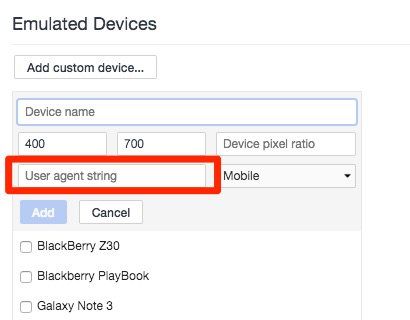 Emulated Devices
Add custom device...
Device name
400 700 Device pixel ratio
User agent string Mobile
Add Cancel
BlackBerry Z30
Blackberry PlayBook
Galaxy Note 3